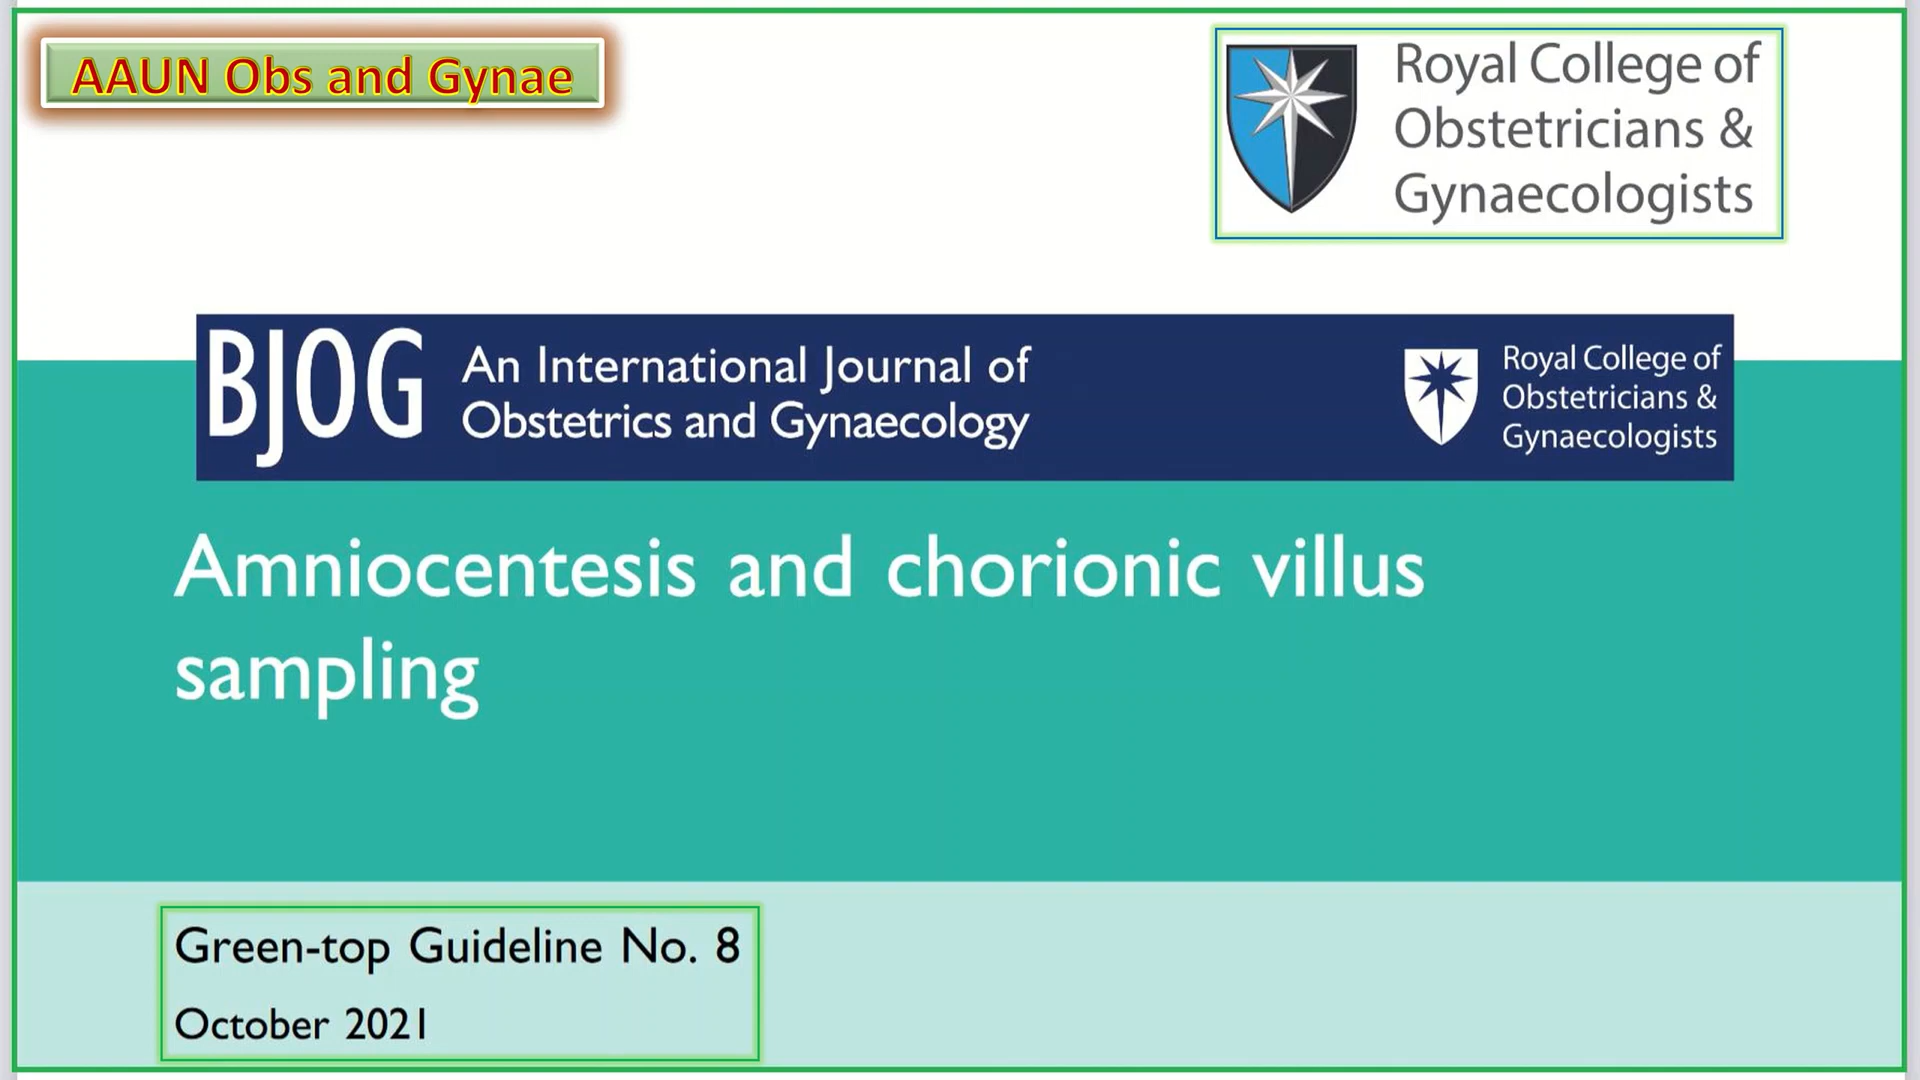 AAUN Obs and Gynae
Royal College of
Obstetricians &
Gynaecologists
BJOG
An International Journal of
Obstetrics and Gynaecology
Royal College of
Obstetricians &
Gynaecologists
Amniocentesis and chorionic villus
sampling
Green-top Guideline No. 8
October 2021